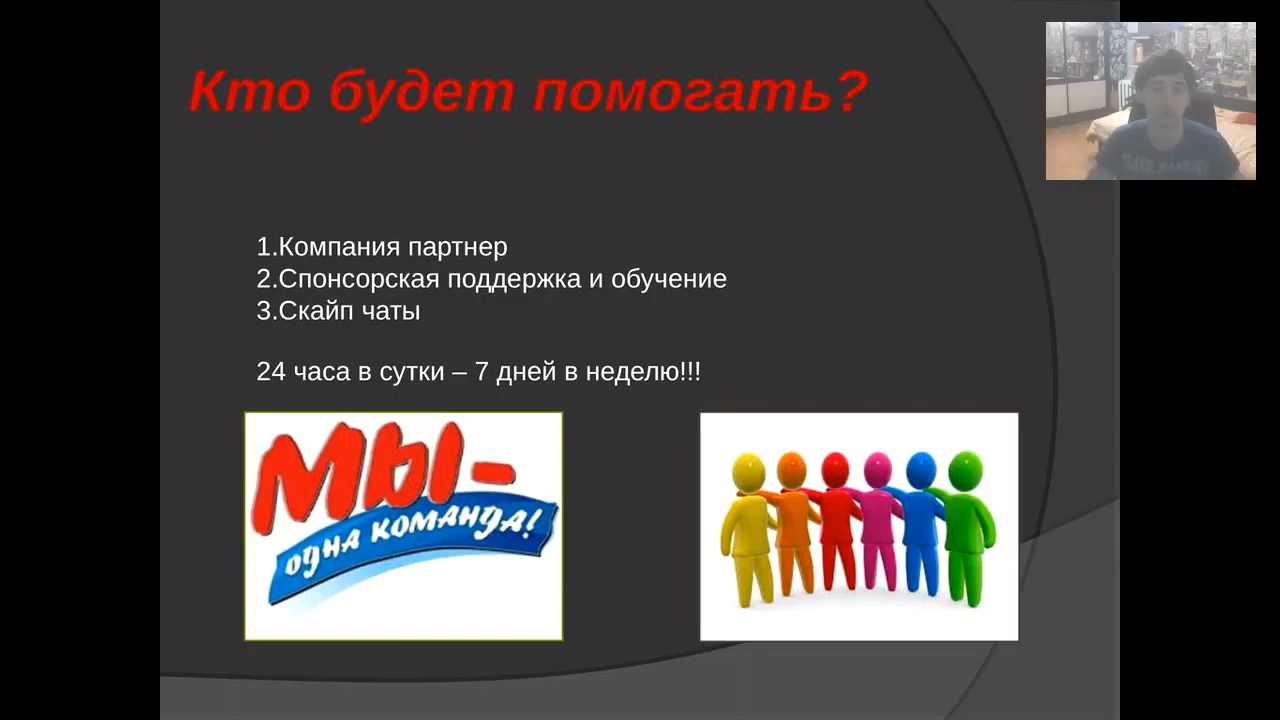 Кто будет помогать?
1.Компания партнер
2.Спонсорская поддержка и обучение
3.Скайп чаты
24 часа в сутки – 7 дней в неделю!!!
Мы-
одна команда!